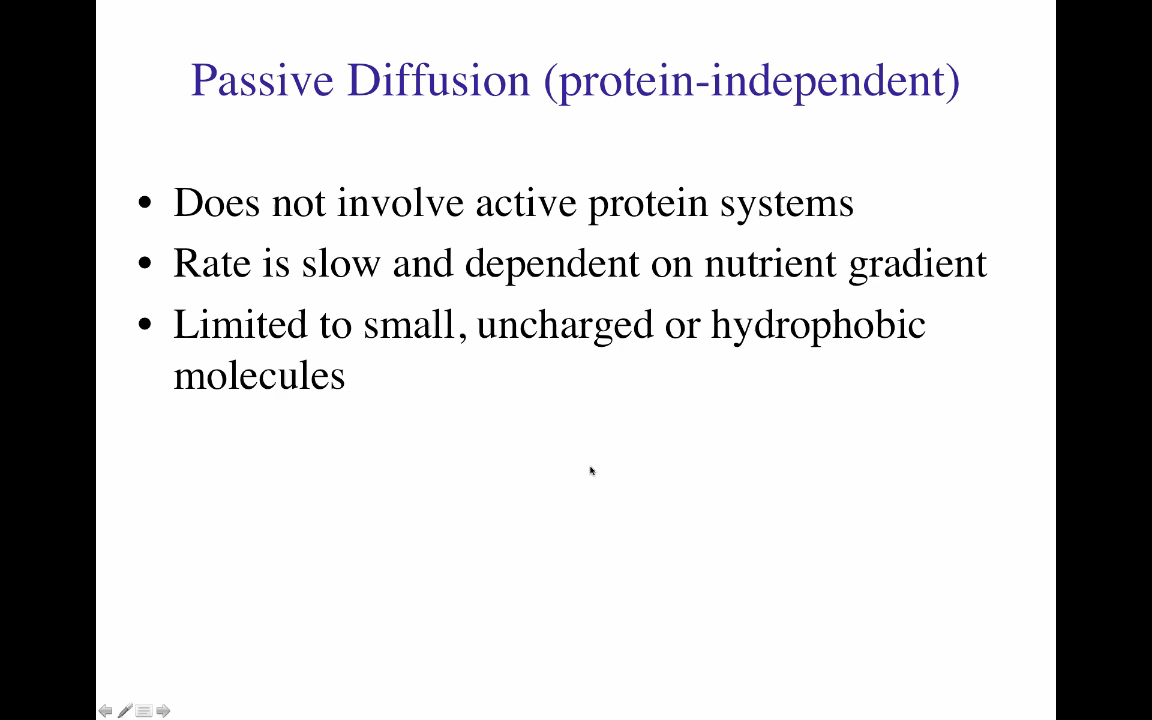 Passive Diffusion (protein-independent)
• Does not involve active protein systems
• Rate is slow and dependent on nutrient gradient
• Limited to small, uncharged or hydrophobic
molecules